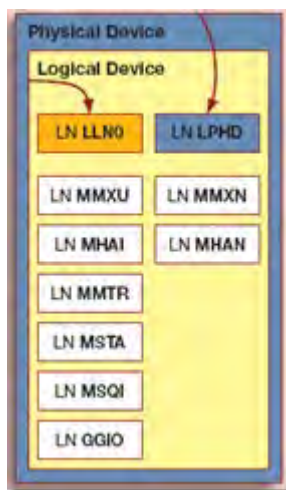 Physical Device
Logical Device
LN LLN0 LN LPHD
LN MMXU LN MMXN
LN MHAI LN MHAN
LN MMTR
LN MSTA
LN MSQI
LN GGIO